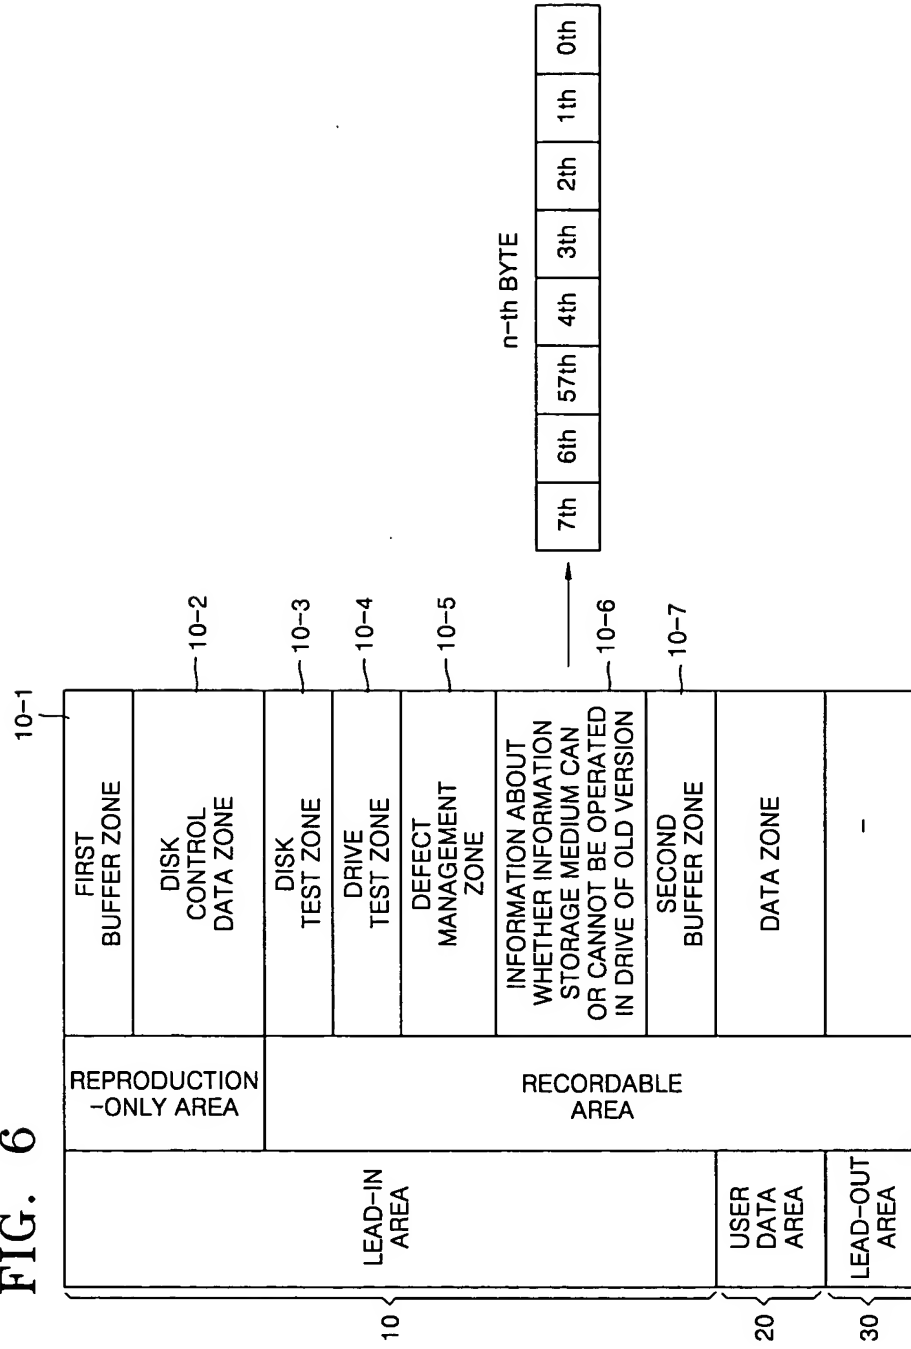 FIG. 6
10
20
30
LEAD-IN
AREA
USER
DATA
AREA
LEAD-OUT
AREA
REPRODUCTION
-ONLY AREA
RECORDABLE
AREA
FIRST
BUFFER ZONE
DISK
CONTROL
DATA ZONE
DISK
TEST ZONE
DRIVE
TEST ZONE
DEFECT
MANAGEMENT
ZONE
INFORMATION ABOUT
WHETHER INFORMATION
STORAGE MEDIUM CAN
OR CANNOT BE OPERATED
IN DRIVE OF OLD VERSION
SECOND
BUFFER ZONE
DATA ZONE
–
10-1
10-2
10-3
10-4
10-5
10-6
10-7
n-th BYTE
7th 6th 57th 4th 3th 2th 1th 0th